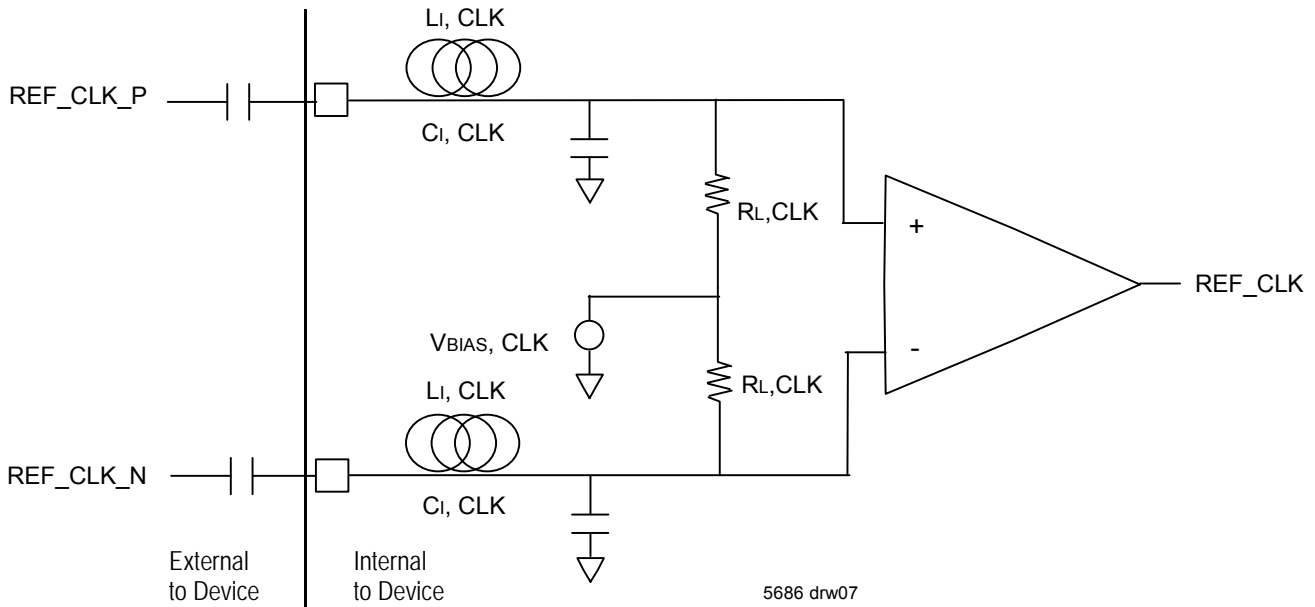 LI, CLK
REF_CLK_P
CI, CLK
RL,CLK
+
REF_CLK
VBIAS, CLK
-
RL,CLK
LI, CLK
REF_CLK_N
CI, CLK
External
to Device
Internal
to Device
5686 drw07